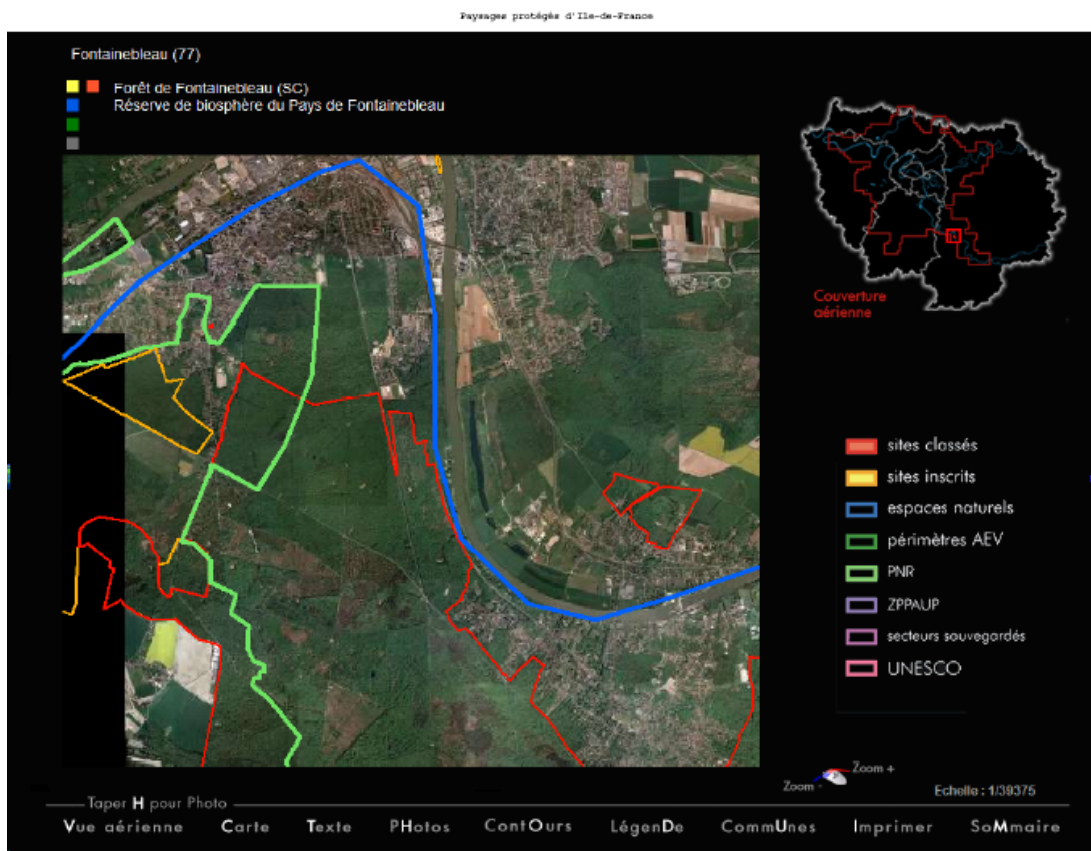 Paysages protégés d'Ile-de-France
Fontainebleau (77)
Forêt de Fontainebleau (SC)
Réserve de biosphère du Pays de Fontainebleau
Couverture
aérienne
sites classés
sites inscrits
espaces naturels
périmètres AEV
PNR
ZPPAUP
secteurs sauvegardés
UNESCO
Zoom +
Zoom -
Echelle : 1/39375
Taper H pour Photo
Vue aérienne Carte Texte PHotos ContOurs LégenDe CommUnes Imprimer SoMmaire